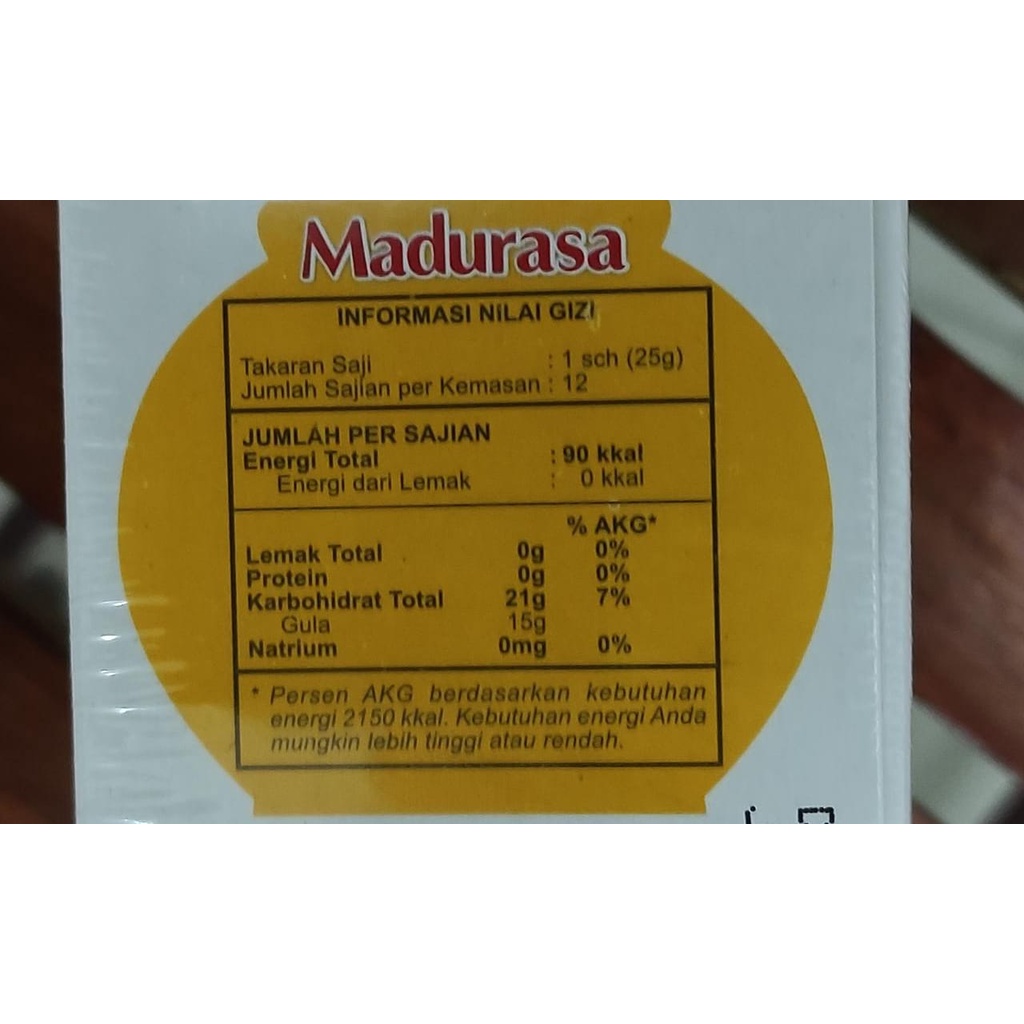 Madurasa
INFORMASI NILAI GIZI
Takaran Saji : 1 sch (25g)
Jumlah Sajian per Kemasan : 12
JUMLAH PER SAJIAN
Energi Total : 90 kkal
Energi dari Lemak : 0 kkal
% AKG*
Lemak Total 0g 0%
Protein 0g 0%
Karbohidrat Total 21g 7%
Gula 15g
Natrium 0mg 0%
* Persen AKG berdasarkan kebutuhan
energi 2150 kkal. Kebutuhan energi Anda
mungkin lebih tinggi atau rendah.